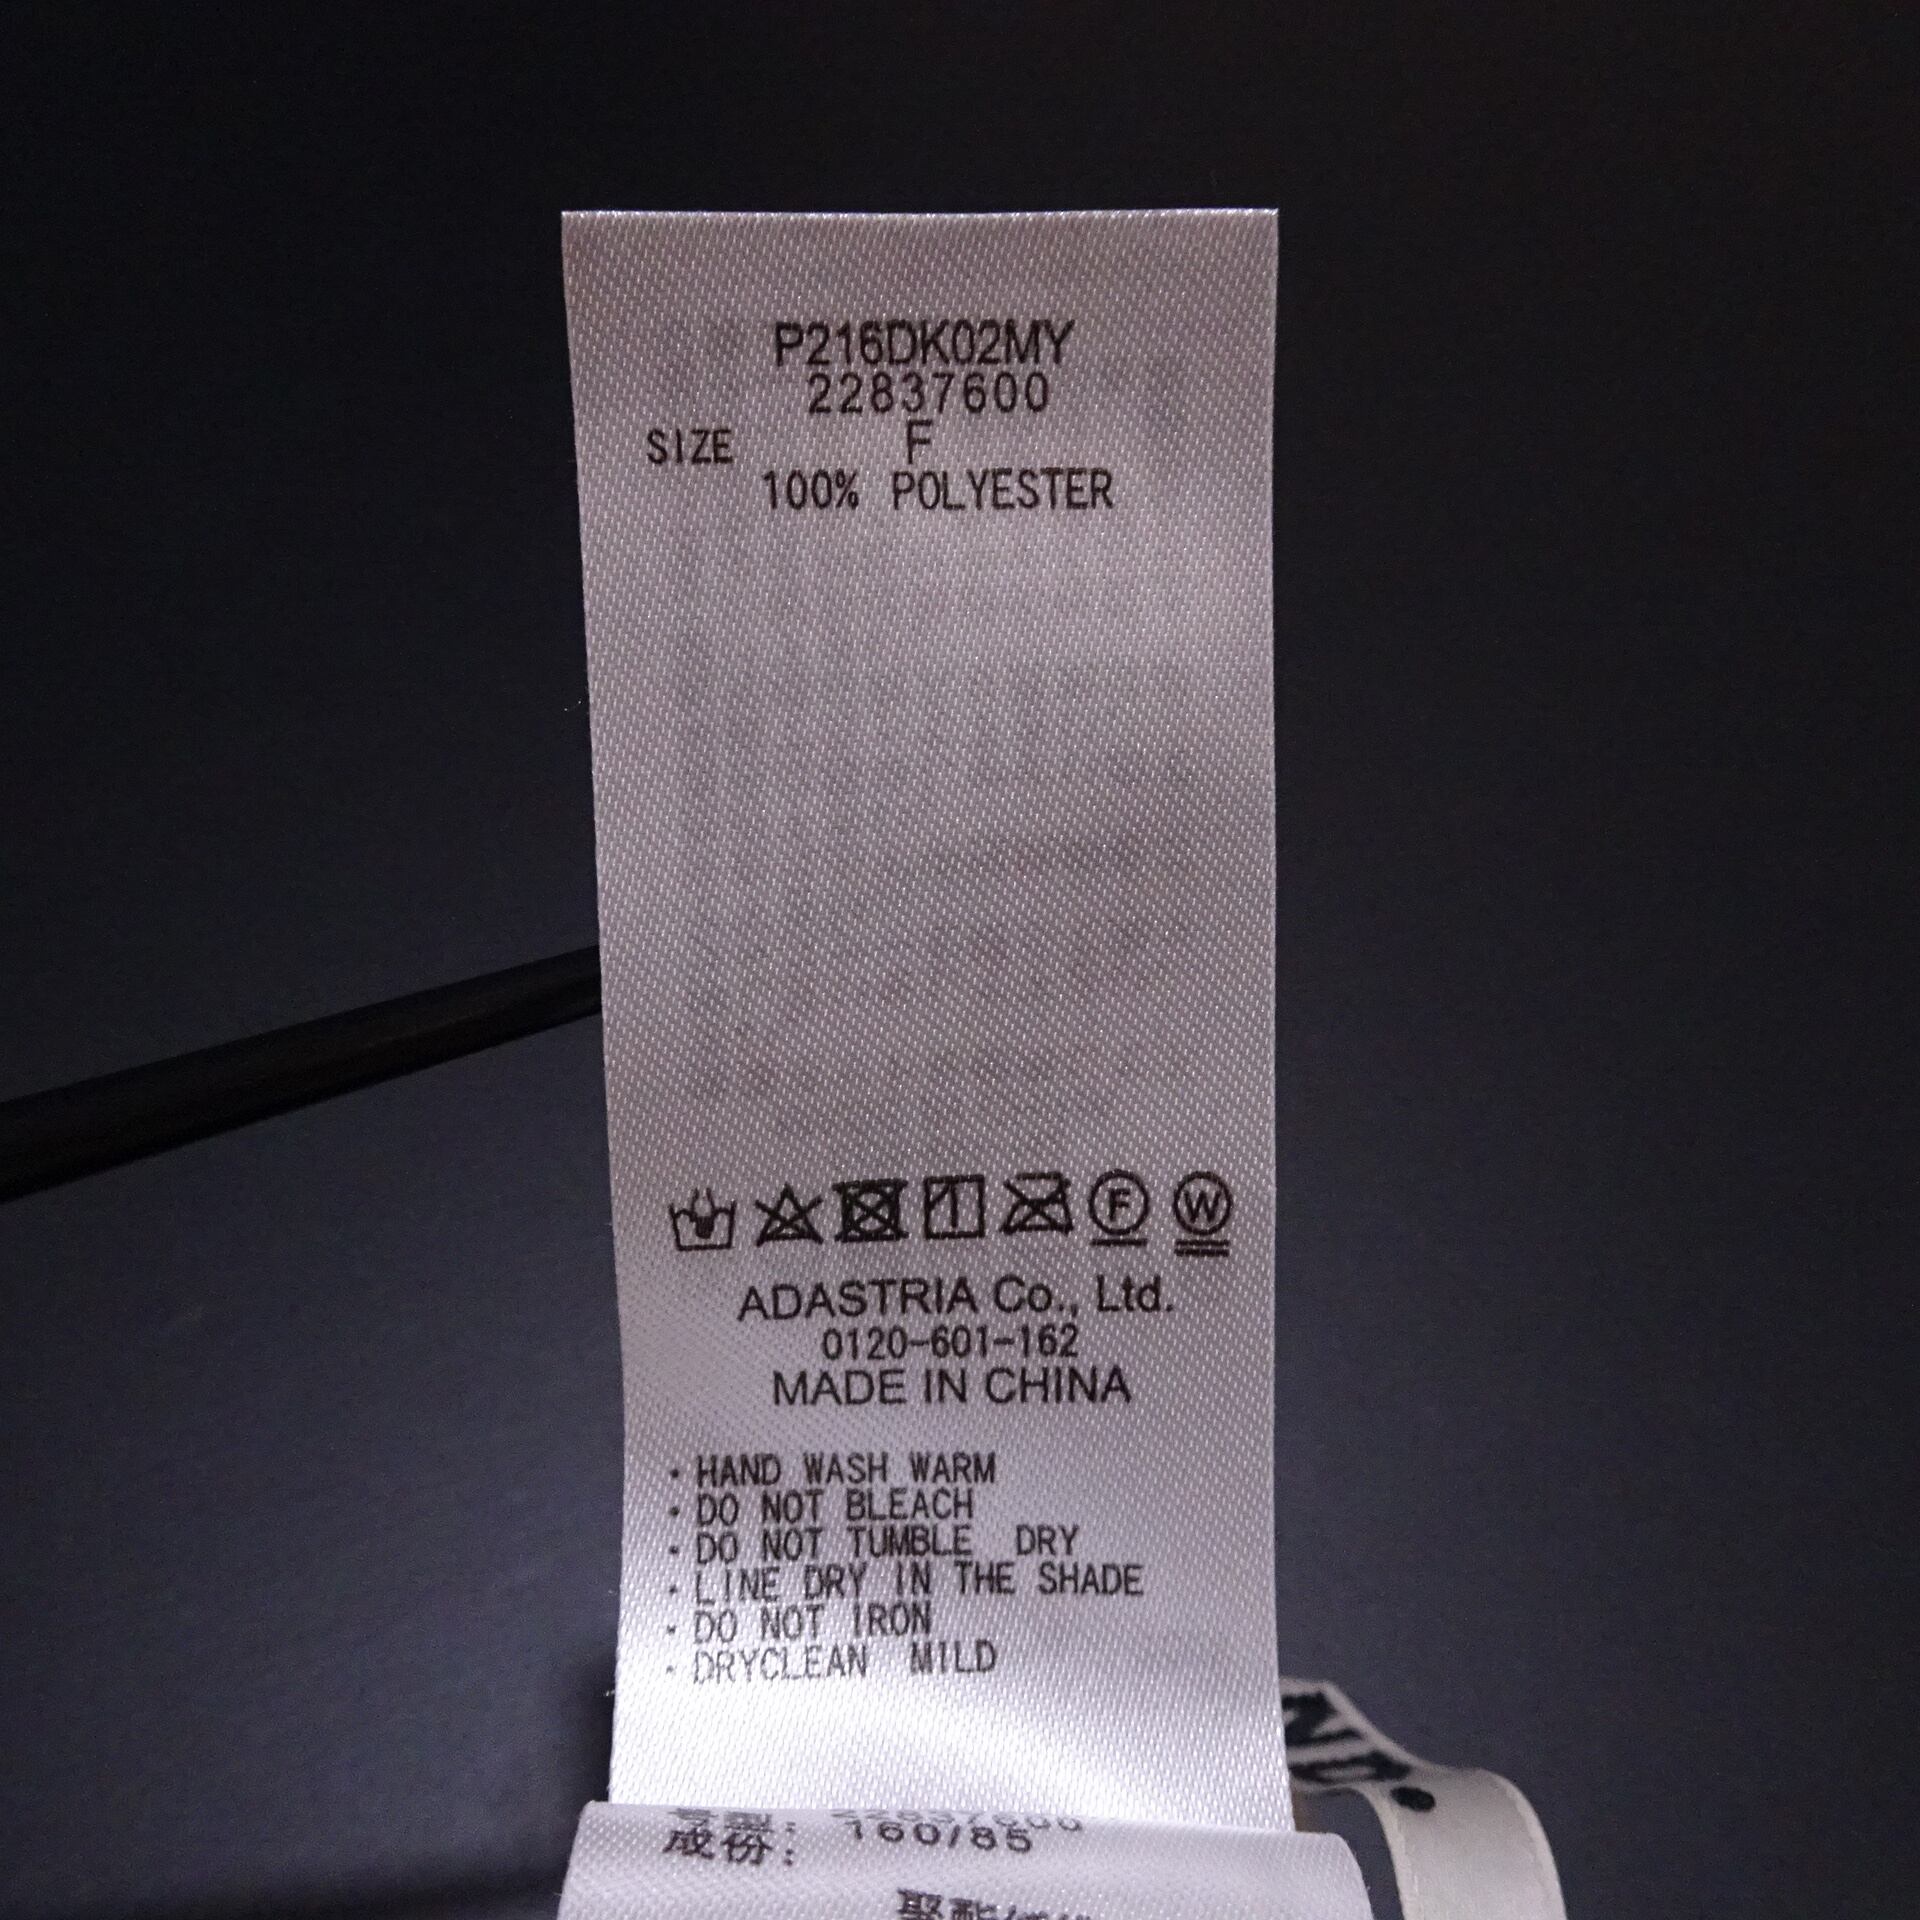 P216DK02MY
22837600
SIZE F
100% POLYESTER
F W
ADASTRIA Co., Ltd.
0120-601-162
MADE IN CHINA
・HAND WASH WARM
・DO NOT BLEACH
・DO NOT TUMBLE DRY
・LINE DRY IN THE SHADE
・DO NOT IRON
・DRYCLEAN MILD
22837600
成份: 160/85